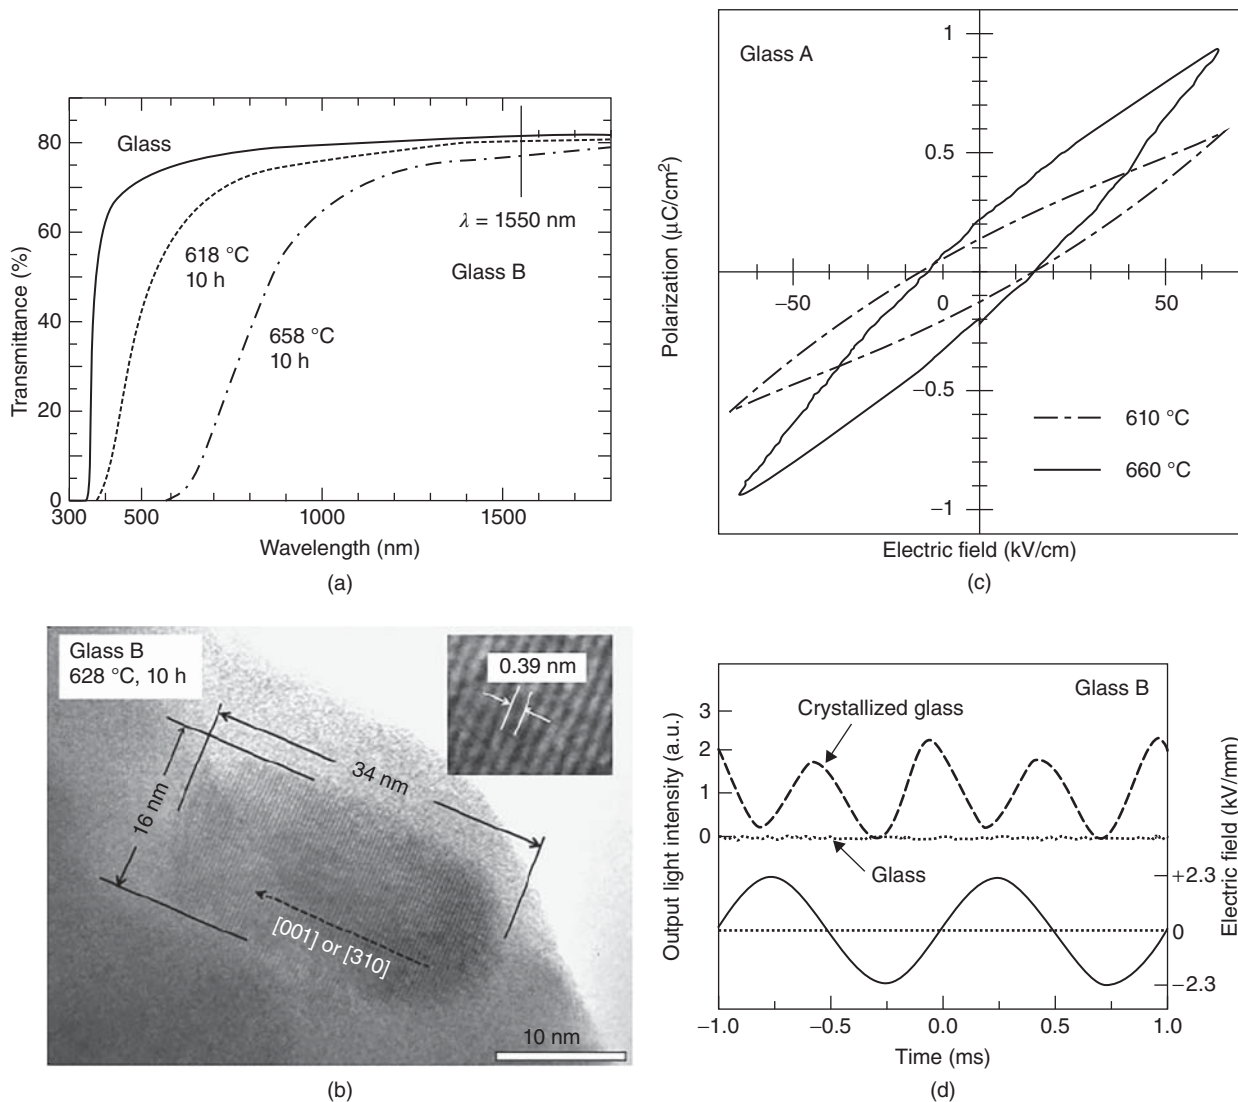 Glass
80
60
40
20
0
618 °C
10 h
658 °C
10 h
λ = 1550 nm
Glass B
Transmittance (%)
300
500
1000
1500
Wavelength (nm)
(a)
Glass A
1
0.5
−50
0
50
−0.5
−1
610 °C
660 °C
Polarization (μC/cm²)
Electric field (kV/cm)
(c)
Glass B
628 °C, 10 h
0.39 nm
34 nm
16 nm
[001] or [310]
10 nm
(b)
Glass B
Crystallized glass
Glass
3
2
1
0
Output light intensity (a.u.)
+2.3
0
−2.3
Electric field (kV/mm)
−1.0
−0.5
0.0
0.5
1.0
Time (ms)
(d)